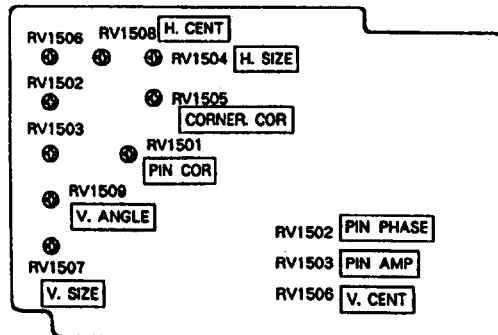 H. CENT
RV1506 RV1508
RV1504 H. SIZE
RV1502
RV1505
CORNER. COR
RV1503
RV1501
PIN COR
RV1509
V. ANGLE
RV1507
V. SIZE
RV1502 PIN PHASE
RV1503 PIN AMP
RV1506 V. CENT